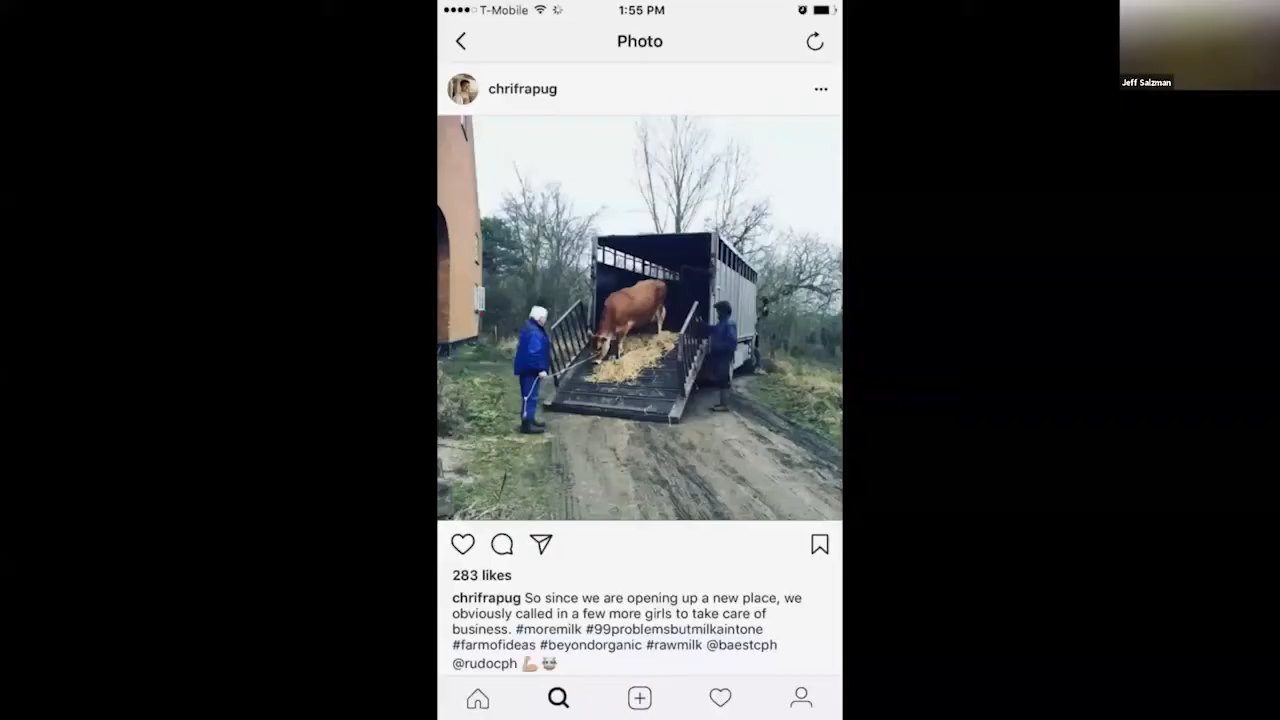 T-Mobile 1:55 PM
Photo
chrifrapug
Jeff Salzman
283 likes
chrifrapug So since we are opening up a new place, we
obviously called in a few more girls to take care of
business. #moremilk #99problemsbutmilkaintone
#farmofideas #beyondorganic #rawmilk @baestcph
@rudocph 💪🏼🐮